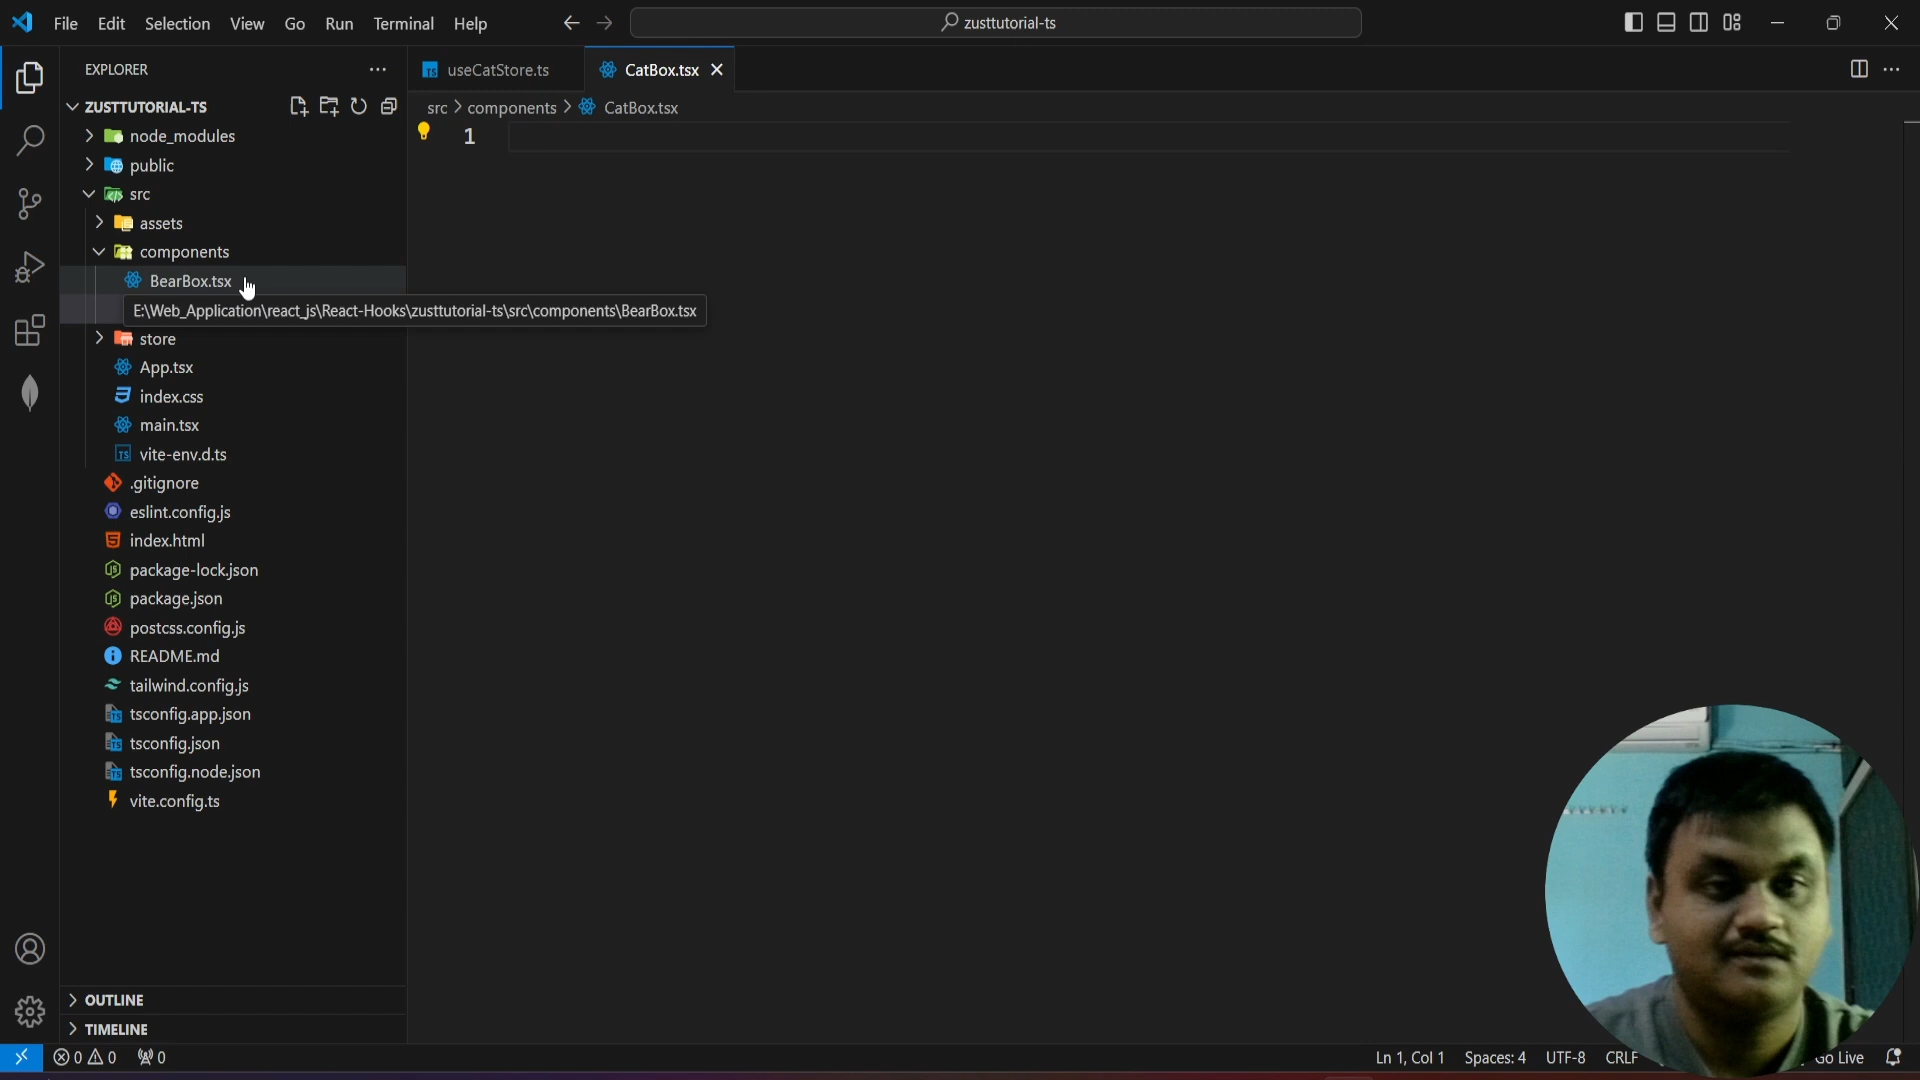 File Edit Selection View Go Run Terminal Help
zusttutorial-ts
EXPLORER
useCatStore.ts
CatBox.tsx
ZUSTTUTORIAL-TS
src > components > CatBox.tsx
1
node_modules
public
src
assets
components
BearBox.tsx
E:\Web_Application\react_js\React-Hooks\zusttutorial-ts\src\components\BearBox.tsx
store
App.tsx
index.css
main.tsx
vite-env.d.ts
.gitignore
eslint.config.js
index.html
package-lock.json
package.json
postcss.config.js
README.md
tailwind.config.js
tsconfig.app.json
tsconfig.json
tsconfig.node.json
vite.config.ts
OUTLINE
TIMELINE
0 0 0
Ln 1, Col 1 Spaces: 4 UTF-8 CRLF Go Live